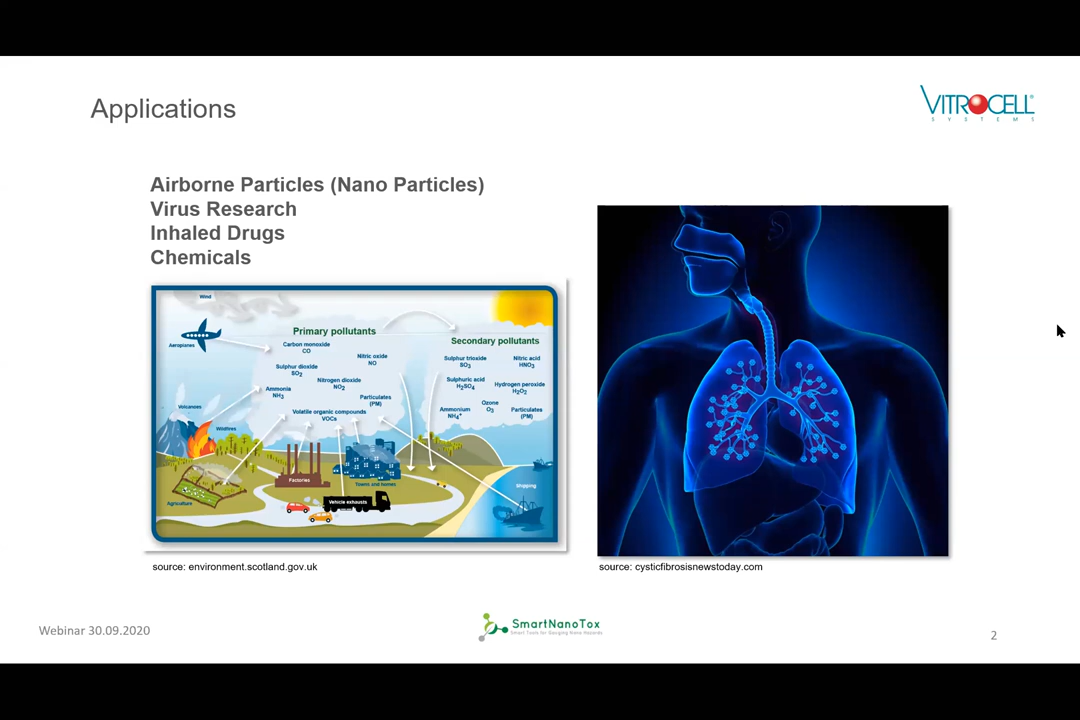 Applications
VITROCELL®
SYSTEMS
Airborne Particles (Nano Particles)
Virus Research
Inhaled Drugs
Chemicals
Wind
Aeroplanes
Primary pollutants
Carbon monoxide
CO
Nitric oxide
NO
Sulphur dioxide
SO2
Nitrogen dioxide
NO2
Ammonia
NH3
Particulates
(PM)
Volatile organic compounds
VOCs
Secondary pollutants
Sulphur trioxide
SO3
Nitric acid
HNO3
Sulphuric acid
H2SO4
Hydrogen peroxide
H2O2
Ozone
O3
Ammonium
NH4+
Particulates
(PM)
Volcanoes
Wildfires
Factories
Towns and homes
Shipping
Agriculture
Vehicle exhausts
source: environment.scotland.gov.uk
source: cysticfibrosisnewstoday.com
Webinar 30.09.2020
SmartNanoTox
Smart Tools for Gauging Nano Hazards
2